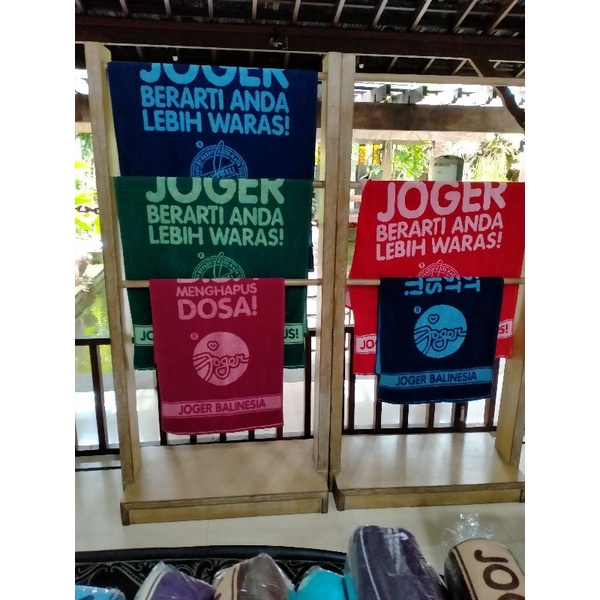 JOGER
BERARTI ANDA
LEBIH WARAS!
JOGER
BERARTI ANDA
LEBIH WARAS!
MENGHAPUS
DOSA!
Joger
JOGER BALINESIA
JOGER
BERARTI ANDA
LEBIH WARAS!
Joger
JOGER BALINESIA
JO